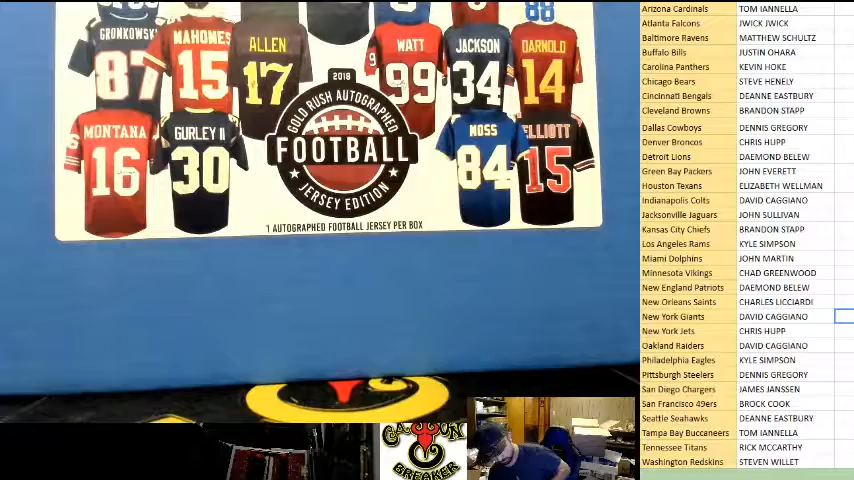 88
GRONKOWSKI
87
MAHOMES
15
ALLEN
17
WATT
99
JACKSON
34
DARNOLD
14
MONTANA
16
GURLEY II
30
2018
GOLD RUSH AUTOGRAPHED
FOOTBALL
JERSEY EDITION
MOSS
84
ELLIOTT
15
1 AUTOGRAPHED FOOTBALL JERSEY PER BOX
BREAKER
Arizona Cardinals TOM IANNELLA
Atlanta Falcons JWICK JWICK
Baltimore Ravens MATTHEW SCHULTZ
Buffalo Bills JUSTIN OHARA
Carolina Panthers KEVIN HOKE
Chicago Bears STEVE HENELY
Cincinnati Bengals DEANNE EASTBURY
Cleveland Browns BRANDON STAPP
Dallas Cowboys DENNIS GREGORY
Denver Broncos CHRIS HUPP
Detroit Lions DAEMOND BELEW
Green Bay Packers JOHN EVERETT
Houston Texans ELIZABETH WELLMAN
Indianapolis Colts DAVID CAGGIANO
Jacksonville Jaguars JOHN SULLIVAN
Kansas City Chiefs BRANDON STAPP
Los Angeles Rams KYLE SIMPSON
Miami Dolphins JOHN MARTIN
Minnesota Vikings CHAD GREENWOOD
New England Patriots DAEMOND BELEW
New Orleans Saints CHARLES LICCIARDI
New York Giants DAVID CAGGIANO
New York Jets CHRIS HUPP
Oakland Raiders DAVID CAGGIANO
Philadelphia Eagles KYLE SIMPSON
Pittsburgh Steelers DENNIS GREGORY
San Diego Chargers JAMES JANSSEN
San Francisco 49ers BROCK COOK
Seattle Seahawks DEANNE EASTBURY
Tampa Bay Buccaneers TOM IANNELLA
Tennessee Titans RICK MCCARTHY
Washington Redskins STEVEN WILLET